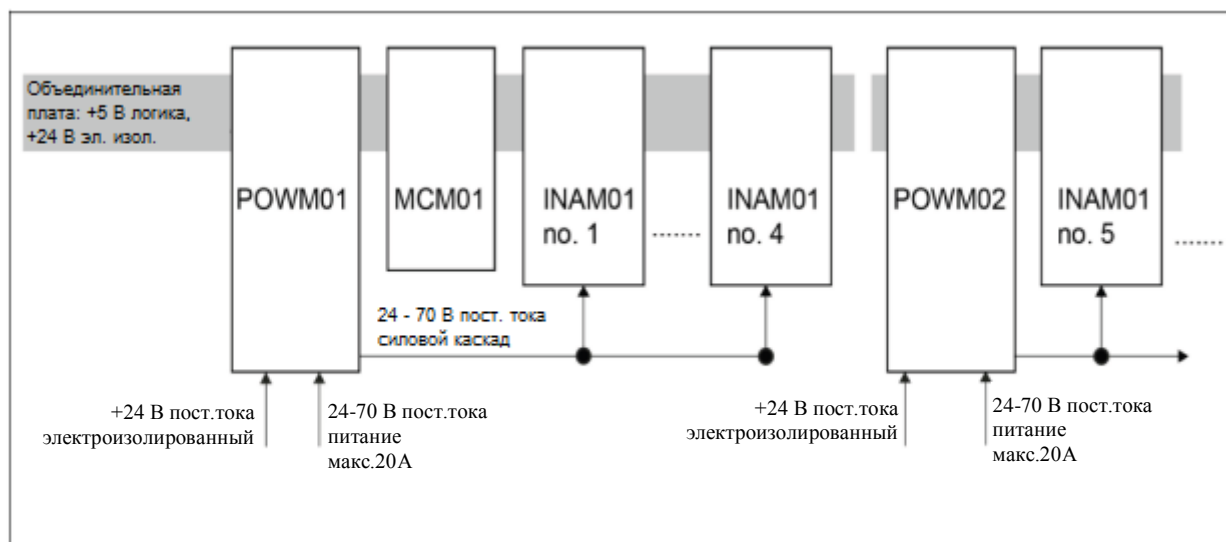 Объединительная
плата: +5 В логика,
+24 В эл. изол.
POWM01
MCM01
INAM01
no. 1
........
INAM01
no. 4
POWM02
INAM01
no. 5
........
24 - 70 В пост. тока
силовой каскад
+24 В пост.тока
электроизолированный
24-70 В пост.тока
питание
макс.20А
+24 В пост.тока
электроизолированный
24-70 В пост.тока
питание
макс.20А